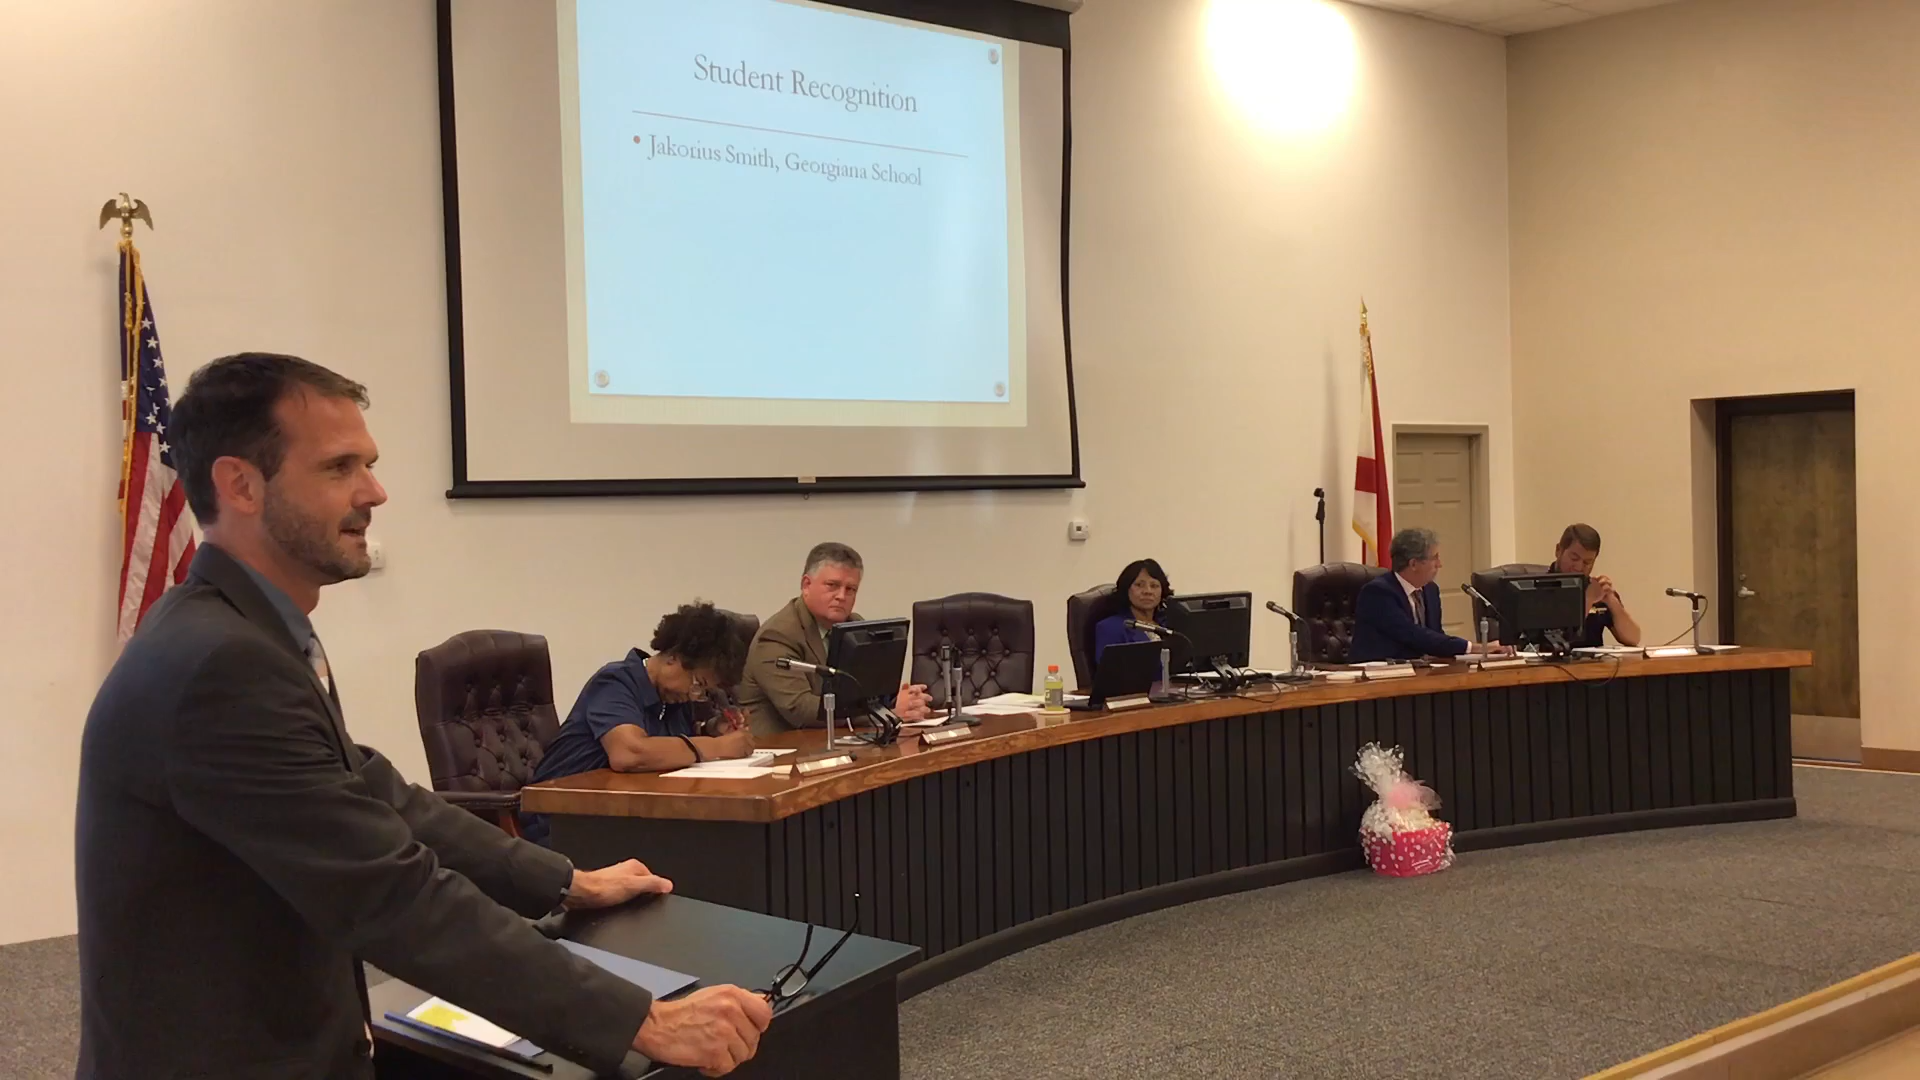 Student Recognition
• Jakorius Smith, Georgiana School